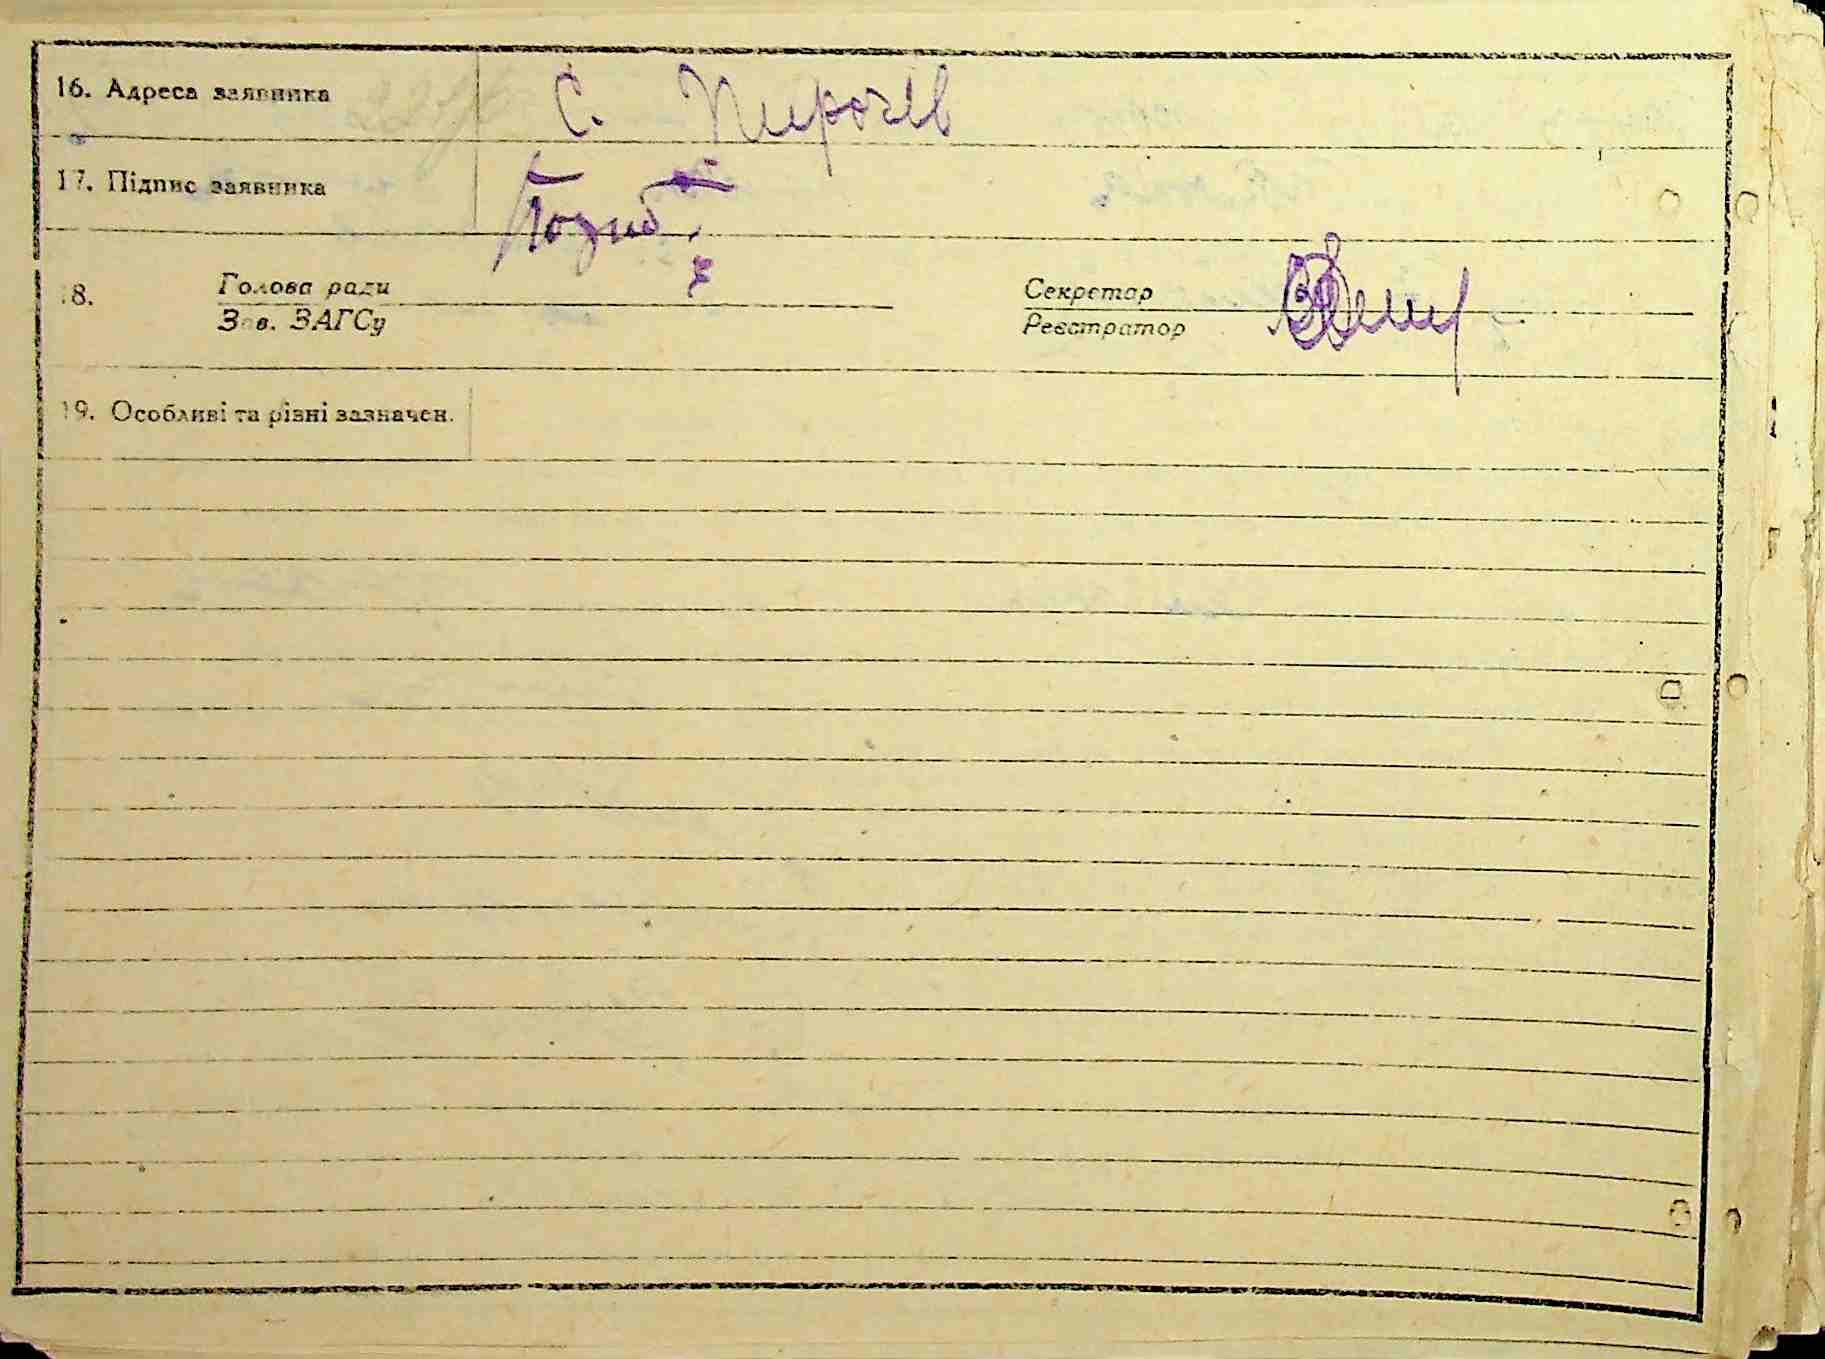 16. Адреса заявника С. Пирогів
17. Підпис заявника
18. Голова ради Секретар
Зав. ЗАГСу Реєстратор
19. Особливі та різні зазначен.